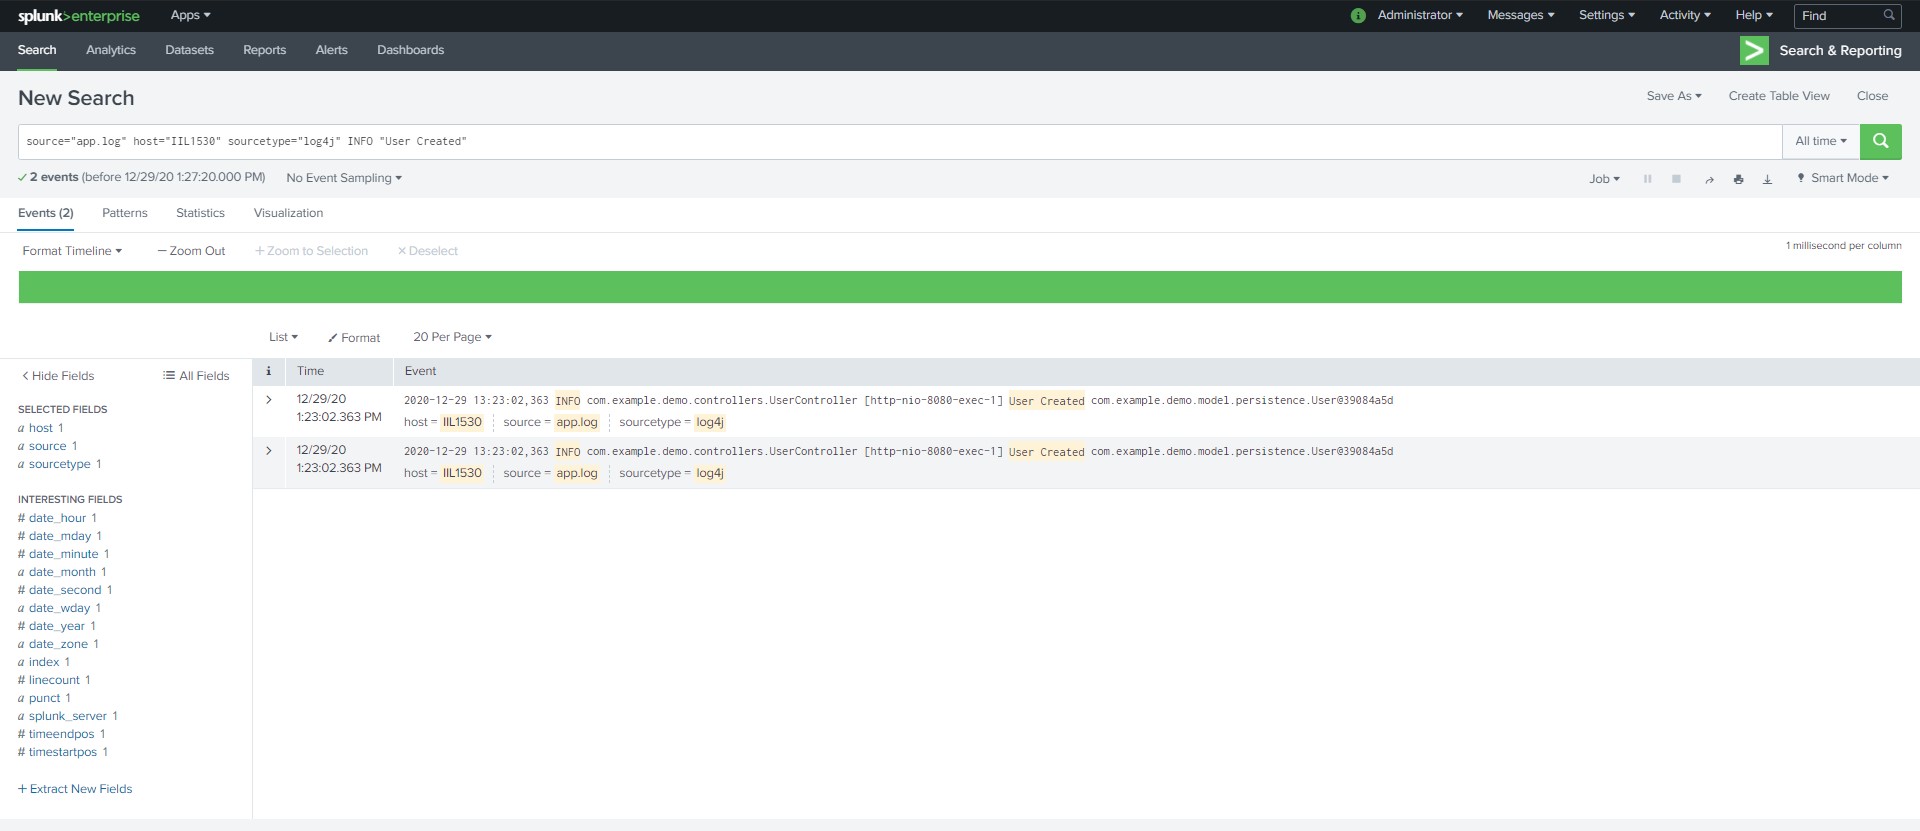 splunk>enterprise Apps Administrator Messages Settings Activity Help Find
Search Analytics Datasets Reports Alerts Dashboards Search & Reporting
New Search Save As Create Table View Close
source="app.log" host="IIL1530" sourcetype="log4j" INFO "User Created" All time
2 events (before 12/29/20 1:27:20.000 PM) No Event Sampling Job Smart Mode
Events (2) Patterns Statistics Visualization
Format Timeline — Zoom Out + Zoom to Selection × Deselect 1 millisecond per column
List Format 20 Per Page
< Hide Fields All Fields i Time Event
SELECTED FIELDS
a host 1
a source 1
a sourcetype 1
INTERESTING FIELDS
# date_hour 1
# date_mday 1
# date_minute 1
a date_month 1
# date_second 1
a date_wday 1
# date_year 1
a date_zone 1
a index 1
# linecount 1
a punct 1
a splunk_server 1
# timeendpos 1
# timestartpos 1
+ Extract New Fields
> 12/29/20 2020-12-29 13:23:02,363 INFO com.example.demo.controllers.UserController [http-nio-8080-exec-1] User Created com.example.demo.model.persistence.User@39084a5d
1:23:02.363 PM host = IIL1530 source = app.log sourcetype = log4j
> 12/29/20 2020-12-29 13:23:02,363 INFO com.example.demo.controllers.UserController [http-nio-8080-exec-1] User Created com.example.demo.model.persistence.User@39084a5d
1:23:02.363 PM host = IIL1530 source = app.log sourcetype = log4j